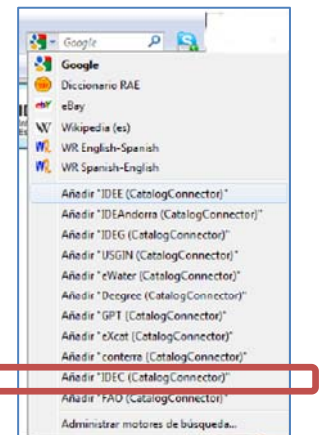 Google
Google
Diccionario RAE
eBay
Wikipedia (es)
WR English-Spanish
WR Spanish-English
Añadir "IDEE (CatalogConnector)"
Añadir "IDEAndorra (CatalogConnector)"
Añadir "IDEG (CatalogConnector)"
Añadir "USGIN (CatalogConnector)"
Añadir "eWater (CatalogConnector)"
Añadir "Deegree (CatalogConnector)"
Añadir "GPT (CatalogConnector)"
Añadir "eXcat (CatalogConnector)"
Añadir "conterra (CatalogConnector)"
Añadir "IDEC (CatalogConnector)"
Añadir "FAO (CatalogConnector)"
Administrar motores de búsqueda...